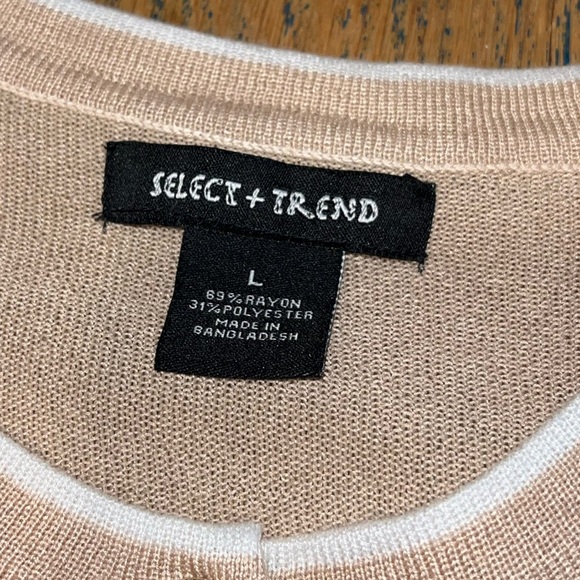 SELECT + TREND
L
69%RAYON
31%POLYESTER
MADE IN
BANGLADESH